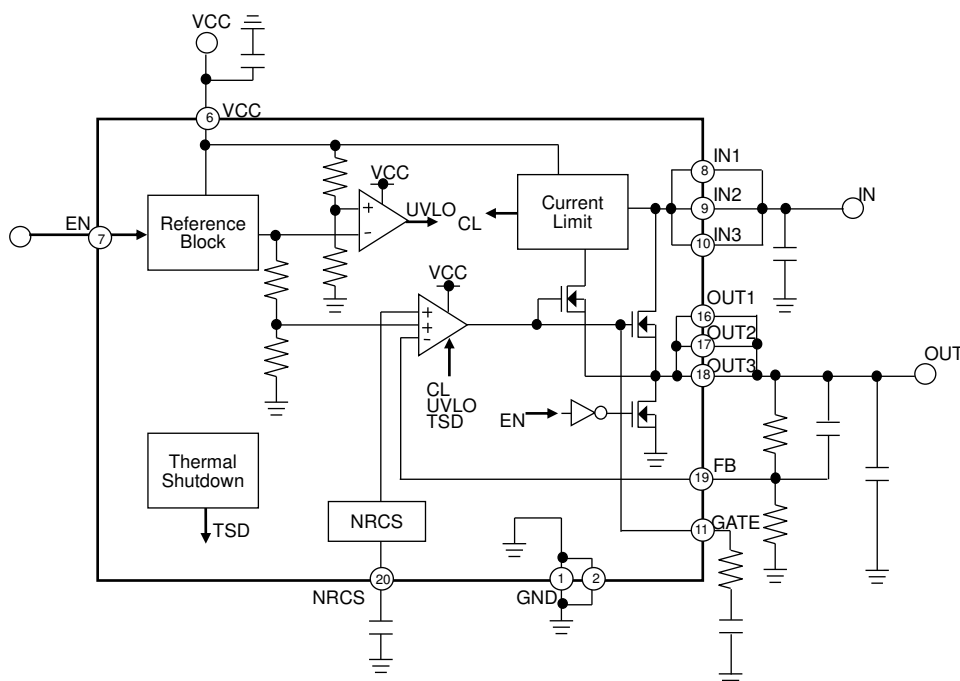 VCC
6
VCC
IN1
8
VCC
IN2
IN
EN
7
Reference
Block
+
-
UVLO
CL
Current
Limit
9
IN3
10
VCC
OUT1
16
OUT2
17
OUT
+
+
-
OUT3
18
CL
UVLO
TSD
EN
Thermal
Shutdown
FB
19
TSD
NRCS
GATE
11
20
1
2
NRCS
GND